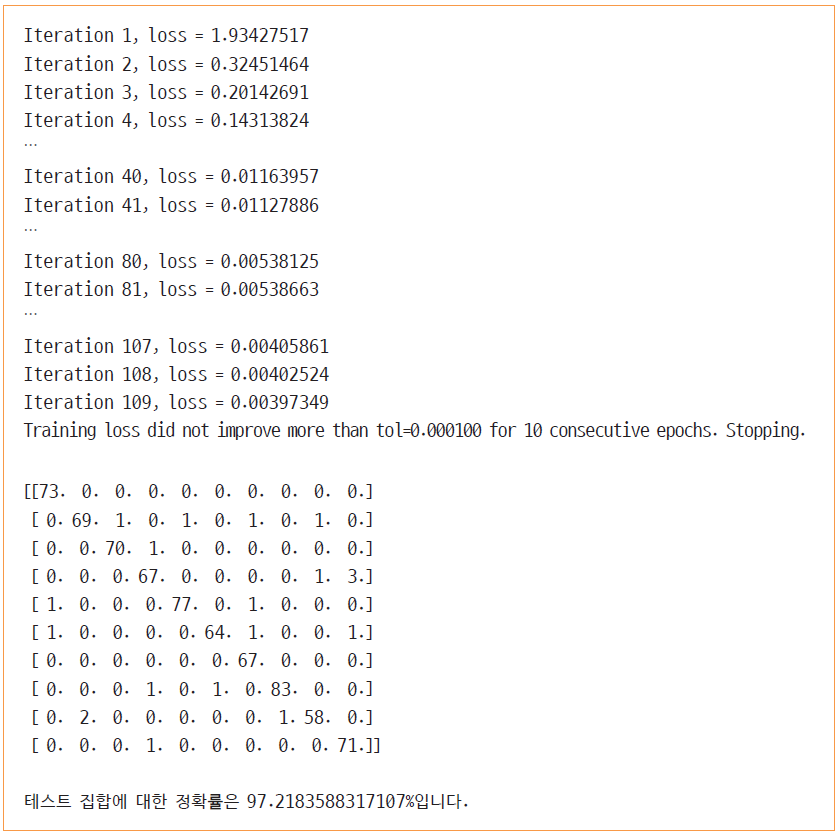 Iteration 1, loss = 1.93427517
Iteration 2, loss = 0.32451464
Iteration 3, loss = 0.20142691
Iteration 4, loss = 0.14313824
…
Iteration 40, loss = 0.01163957
Iteration 41, loss = 0.01127886
…
Iteration 80, loss = 0.00538125
Iteration 81, loss = 0.00538663
…
Iteration 107, loss = 0.00405861
Iteration 108, loss = 0.00402524
Iteration 109, loss = 0.00397349
Training loss did not improve more than tol=0.000100 for 10 consecutive epochs. Stopping.
[[73. 0. 0. 0. 0. 0. 0. 0. 0. 0.]
[ 0. 69. 1. 0. 1. 0. 1. 0. 1. 0.]
[ 0. 0. 70. 1. 0. 0. 0. 0. 0. 0.]
[ 0. 0. 0. 67. 0. 0. 0. 0. 1. 3.]
[ 1. 0. 0. 0. 77. 0. 1. 0. 0. 0.]
[ 1. 0. 0. 0. 0. 64. 1. 0. 0. 1.]
[ 0. 0. 0. 0. 0. 0. 67. 0. 0. 0.]
[ 0. 0. 0. 1. 0. 1. 0. 83. 0. 0.]
[ 0. 2. 0. 0. 0. 0. 0. 1. 58. 0.]
[ 0. 0. 0. 1. 0. 0. 0. 0. 0. 71.]]
테스트 집합에 대한 정확률은 97.2183588317107%입니다.